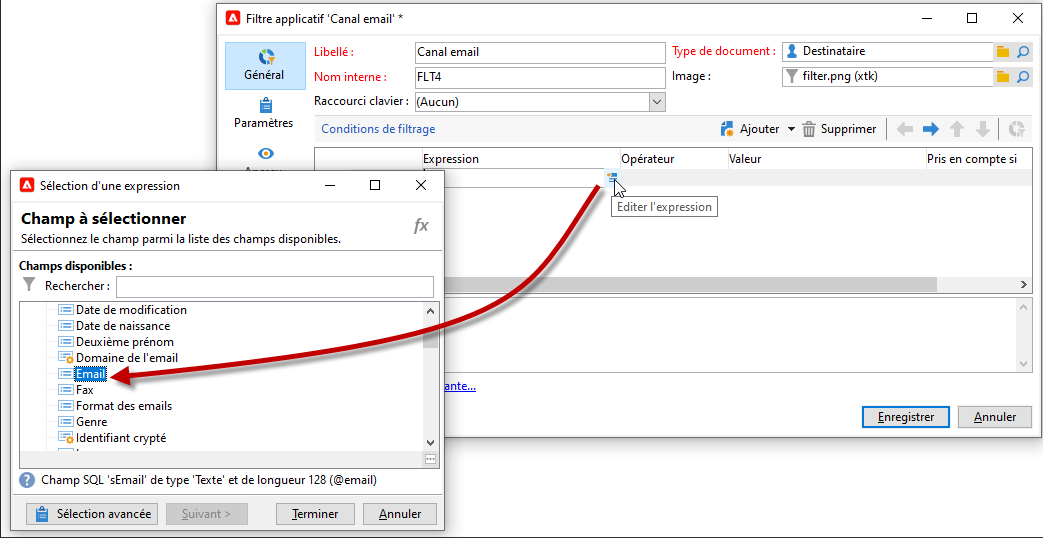 Filtre applicatif 'Canal email' *
Général
Paramètres
Libellé :
Canal email
Type de document :
Destinataire
Nom interne :
FLT4
Image :
filter.png (xtk)
Raccourci clavier :
(Aucun)
Conditions de filtrage
Ajouter
Supprimer
Expression
Opérateur
Valeur
Pris en compte si
Editer l'expression
ante...
Enregistrer
Annuler
Sélection d'une expression
Champ à sélectionner
fx
Sélectionnez le champ parmi la liste des champs disponibles.
Champs disponibles :
Rechercher :
Date de modification
Date de naissance
Deuxième prénom
Domaine de l'email
Email
Fax
Format des emails
Genre
Identifiant crypté
? Champ SQL 'sEmail' de type 'Texte' et de longueur 128 (@email)
Sélection avancée
Suivant >
Terminer
Annuler